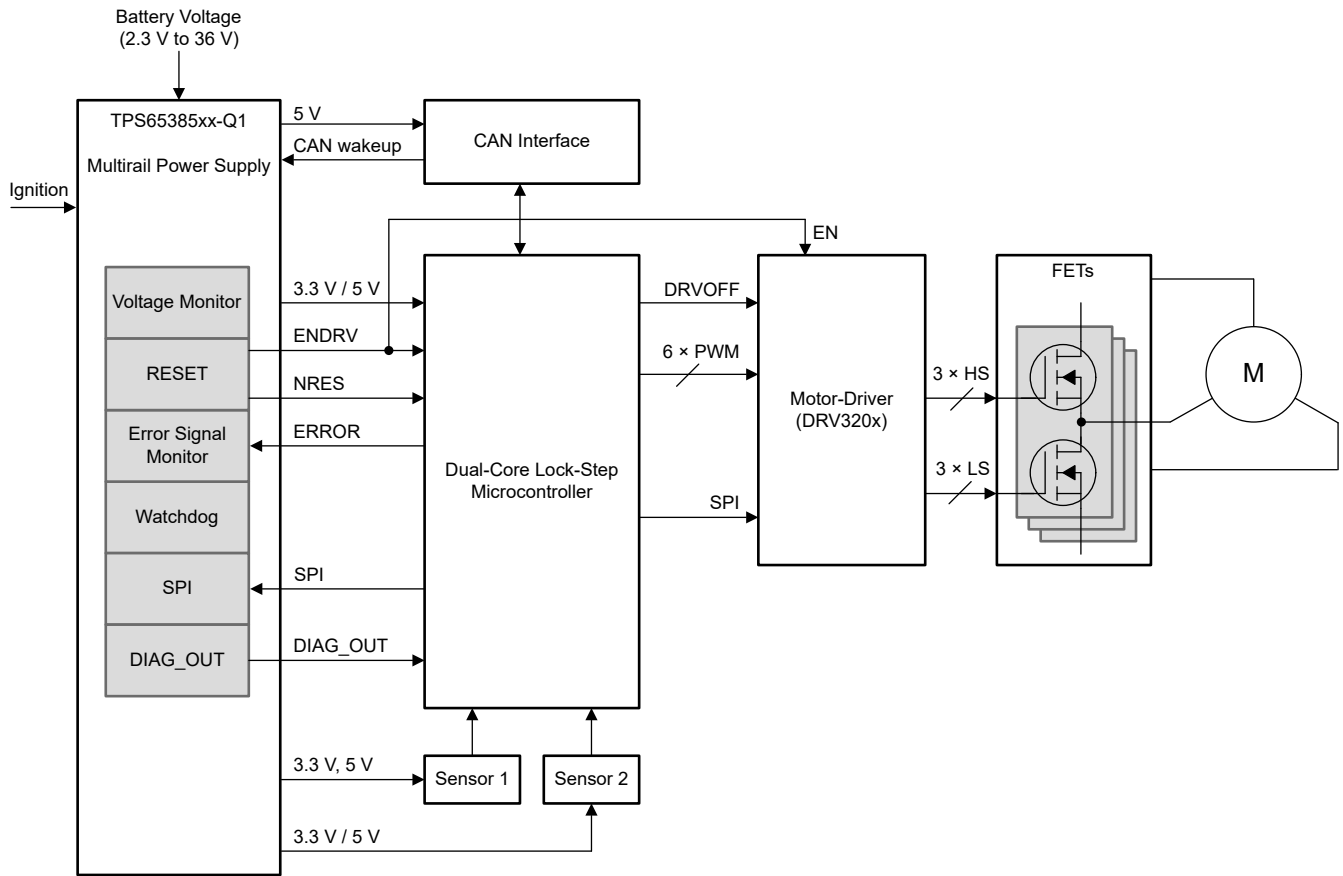 Battery Voltage
(2.3 V to 36 V)
TPS65385xx-Q1
Multirail Power Supply
Ignition
5 V
CAN wakeup
CAN Interface
EN
Voltage Monitor
RESET
Error Signal
Monitor
Watchdog
SPI
DIAG_OUT
3.3 V / 5 V
ENDRV
NRES
ERROR
SPI
DIAG_OUT
Dual-Core Lock-Step
Microcontroller
DRVOFF
6 × PWM
SPI
Motor-Driver
(DRV320x)
3 × HS
3 × LS
FETs
M
3.3 V, 5 V
Sensor 1
Sensor 2
3.3 V / 5 V